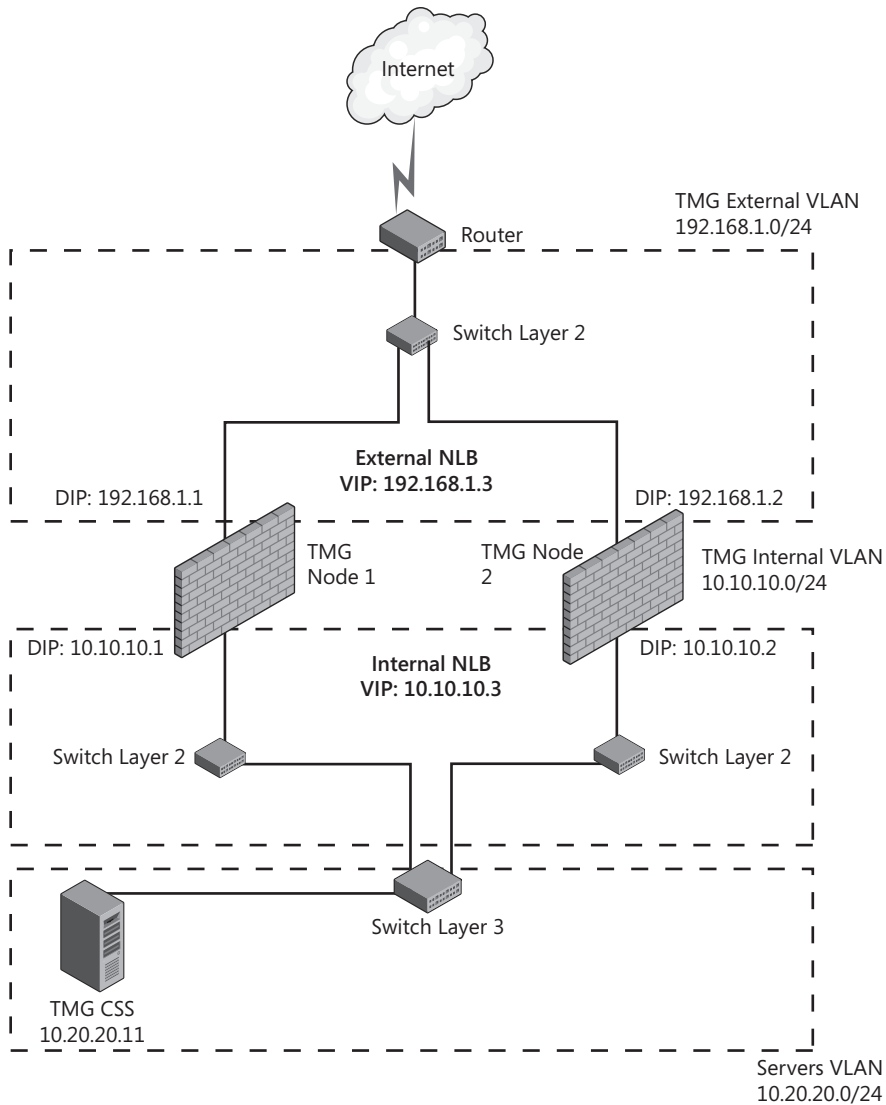 Internet
TMG External VLAN
192.168.1.0/24
Router
Switch Layer 2
External NLB
VIP: 192.168.1.3
DIP: 192.168.1.1
DIP: 192.168.1.2
TMG
Node 1
TMG Node
2
TMG Internal VLAN
10.10.10.0/24
DIP: 10.10.10.1
Internal NLB
VIP: 10.10.10.3
DIP: 10.10.10.2
Switch Layer 2
Switch Layer 2
Switch Layer 3
TMG CSS
10.20.20.11
Servers VLAN
10.20.20.0/24